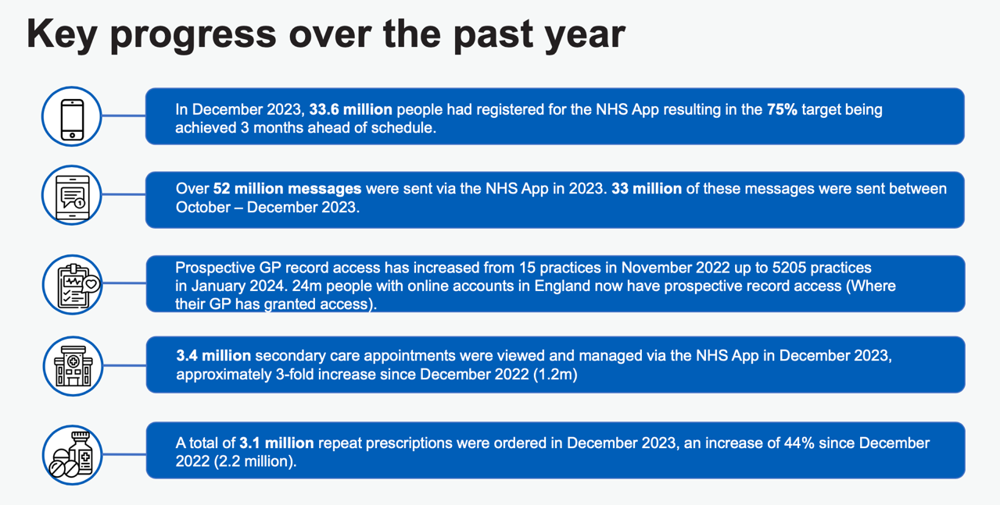 Key progress over the past year
In December 2023, 33.6 million people had registered for the NHS App resulting in the 75% target being
achieved 3 months ahead of schedule.
Over 52 million messages were sent via the NHS App in 2023. 33 million of these messages were sent between
October – December 2023.
Prospective GP record access has increased from 15 practices in November 2022 up to 5205 practices
in January 2024. 24m people with online accounts in England now have prospective record access (Where
their GP has granted access).
3.4 million secondary care appointments were viewed and managed via the NHS App in December 2023,
approximately 3-fold increase since December 2022 (1.2m)
A total of 3.1 million repeat prescriptions were ordered in December 2023, an increase of 44% since December
2022 (2.2 million).